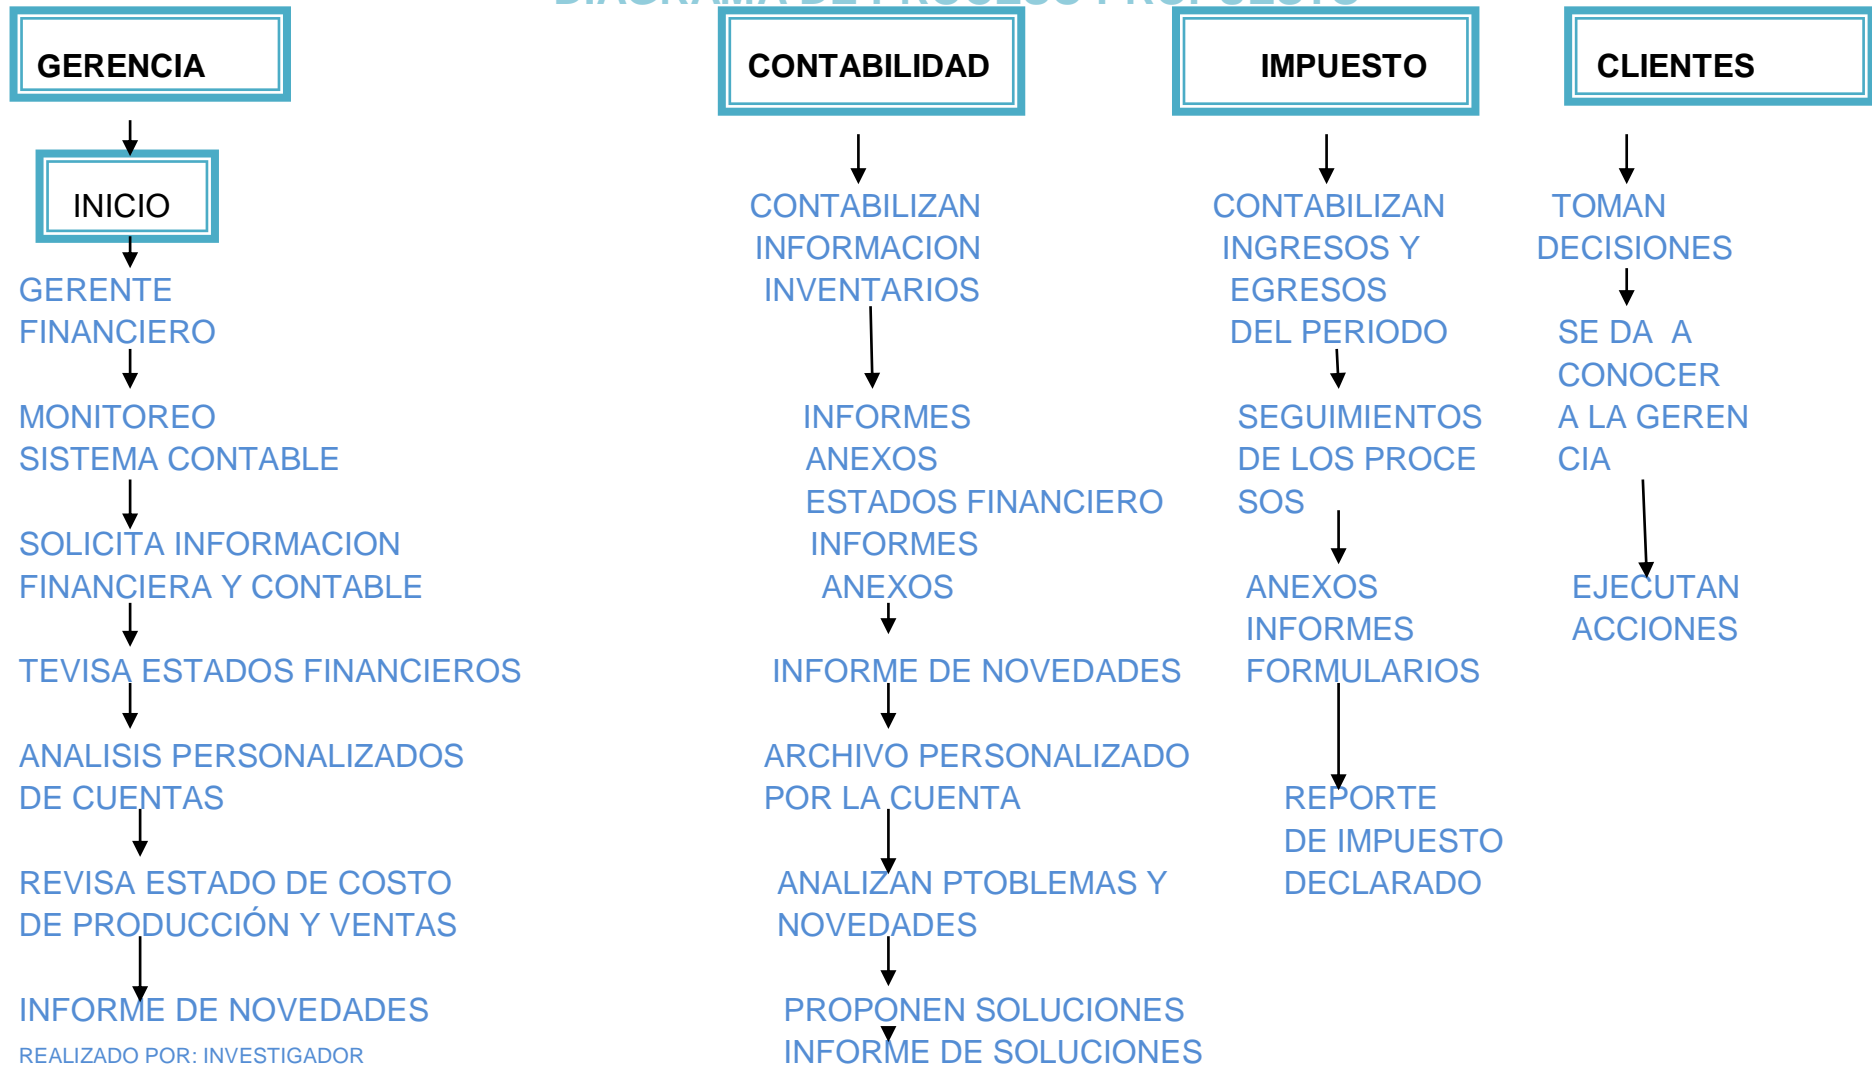 DIAGRAMA DE PROCESO PROPUESTO
GERENCIA
INICIO
GERENTE
FINANCIERO
MONITOREO
SISTEMA CONTABLE
SOLICITA INFORMACION
FINANCIERA Y CONTABLE
TEVISA ESTADOS FINANCIEROS
ANALISIS PERSONALIZADOS
DE CUENTAS
REVISA ESTADO DE COSTO
DE PRODUCCIÓN Y VENTAS
INFORME DE NOVEDADES
REALIZADO POR: INVESTIGADOR
CONTABILIDAD
CONTABILIZAN
INFORMACION
INVENTARIOS
INFORMES
ANEXOS
ESTADOS FINANCIERO
INFORMES
ANEXOS
INFORME DE NOVEDADES
ARCHIVO PERSONALIZADO
POR LA CUENTA
ANALIZAN PTOBLEMAS Y
NOVEDADES
PROPONEN SOLUCIONES
INFORME DE SOLUCIONES
IMPUESTO
CONTABILIZAN
INGRESOS Y
EGRESOS
DEL PERIODO
SEGUIMIENTOS
DE LOS PROCE
SOS
ANEXOS
INFORMES
FORMULARIOS
REPORTE
DE IMPUESTO
DECLARADO
CLIENTES
TOMAN
DECISIONES
SE DA  A
CONOCER
A LA GEREN
CIA
EJECUTAN
ACCIONES